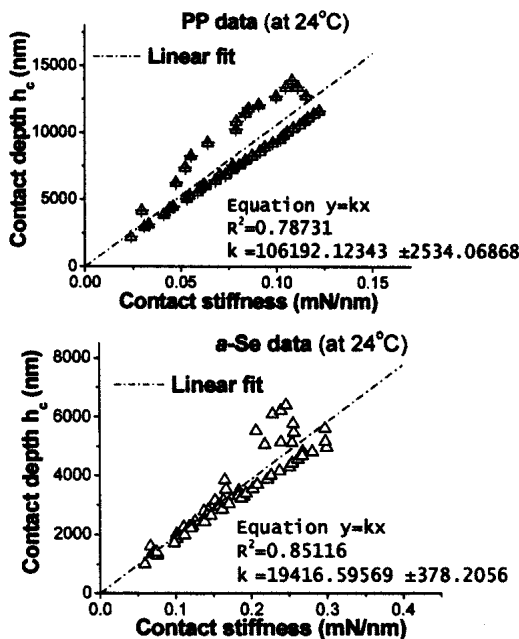 PP data (at 24°C)
Linear fit
15000
10000
5000
0
Contact depth h_c (nm)
Equation y=kx
R²=0.78731
k =106192.12343 ±2534.06868
0.00 0.05 0.10 0.15
Contact stiffness (mN/nm)
a-Se data (at 24°C)
8000
Linear fit
6000
4000
2000
0
Contact depth h_c (nm)
Equation y=kx
R²=0.85116
k =19416.59569 ±378.2056
0.0 0.1 0.2 0.3 0.4
Contact stiffness (mN/nm)